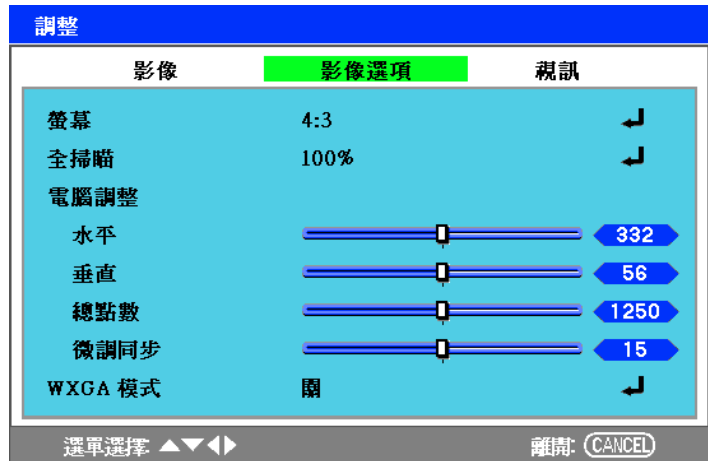 調整
影像 影像選項 視訊
螢幕 4:3
全掃瞄 100%
電腦調整
水平 332
垂直 56
總點數 1250
微調同步 15
WXGA 模式 關
選單選擇: 離開: CANCEL